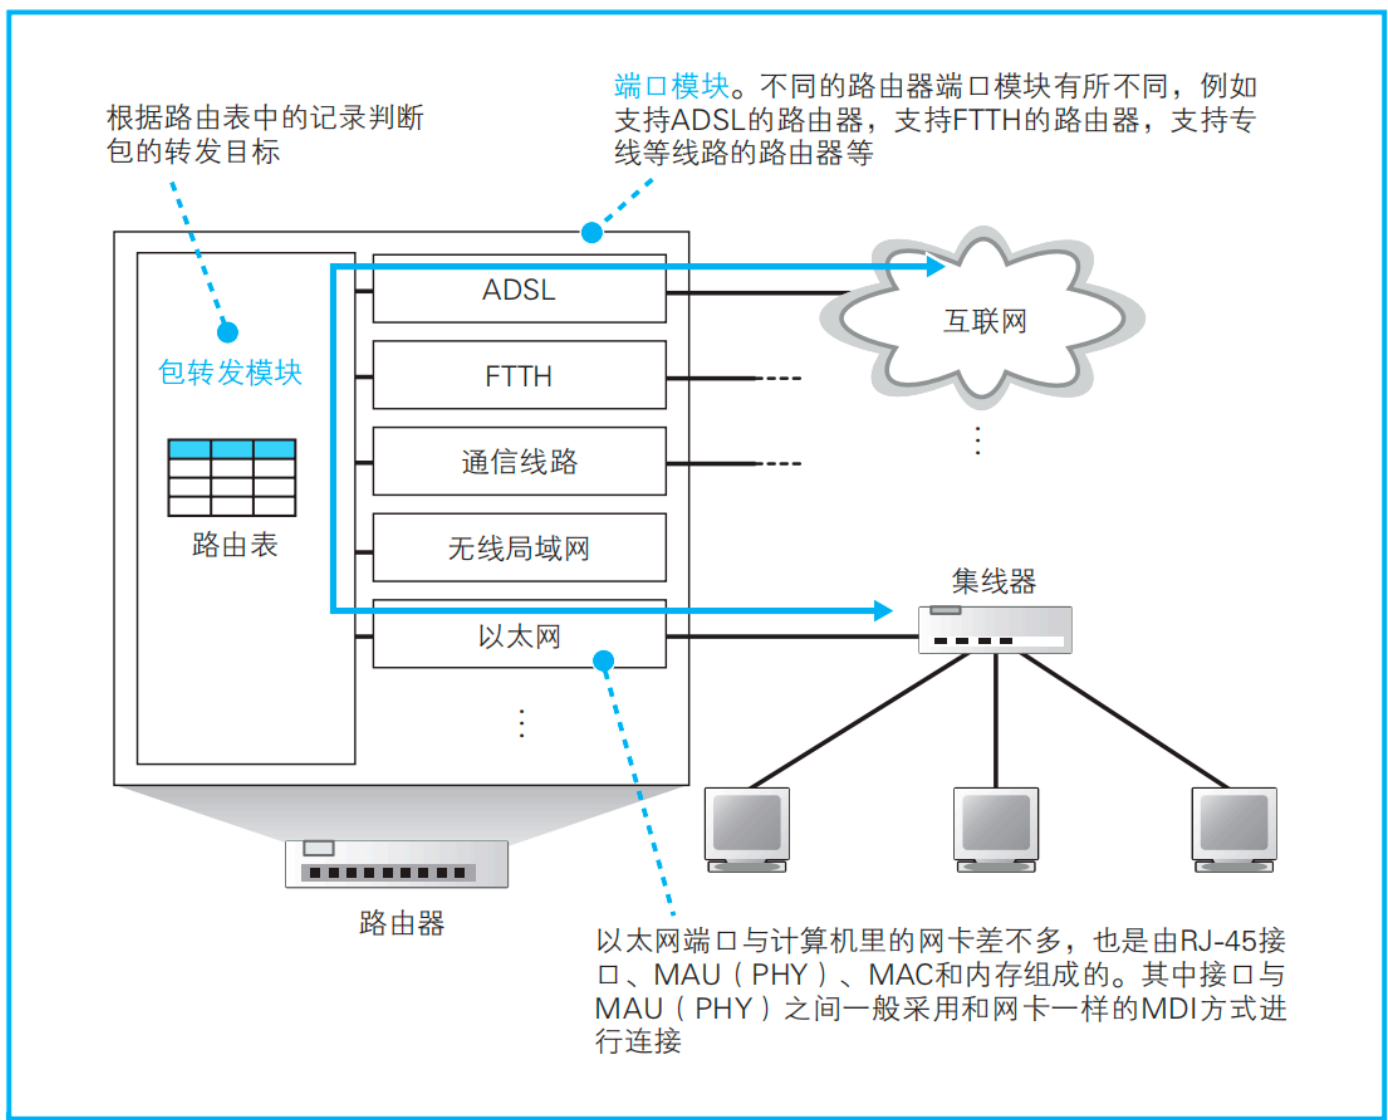 端口模块。不同的路由器端口模块有所不同，例如
支持ADSL的路由器，支持FTTH的路由器，支持专
线等线路的路由器等
根据路由表中的记录判断
包的转发目标
ADSL
互联网
包转发模块
FTTH
通信线路
路由表
无线局域网
集线器
以太网
路由器
以太网端口与计算机里的网卡差不多，也是由RJ-45接
口、MAU（PHY）、MAC和内存组成的。其中接口与
MAU（PHY）之间一般采用和网卡一样的MDI方式进
行连接